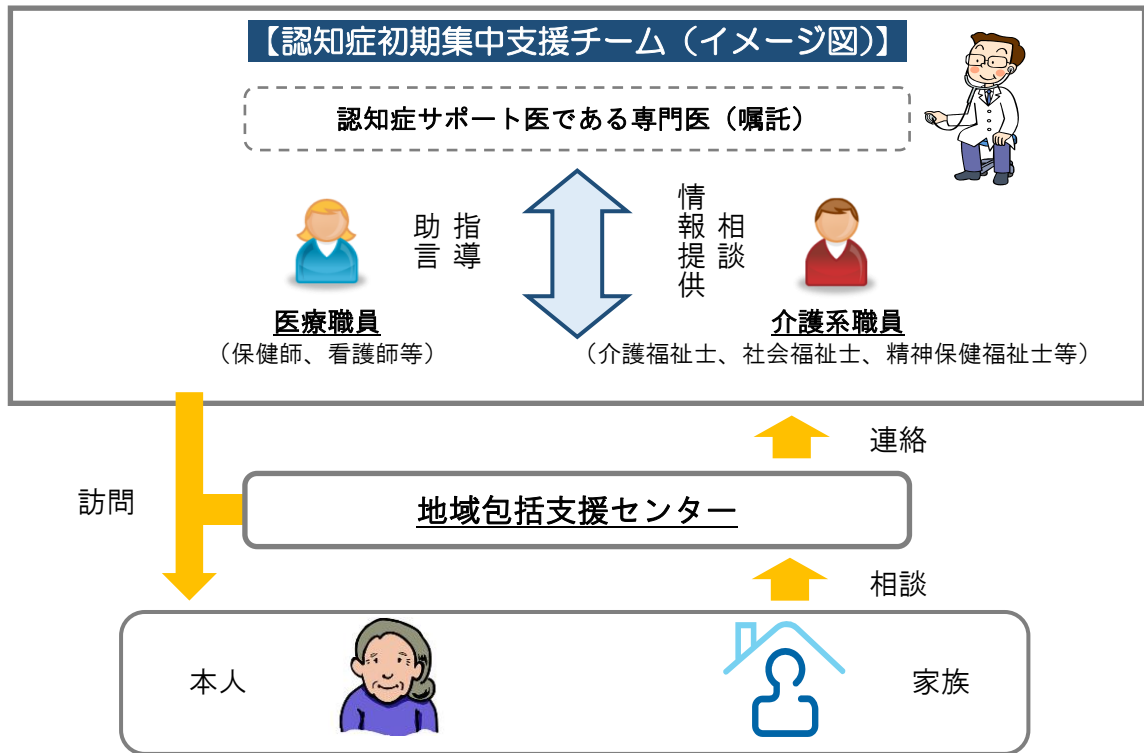 【認知症初期集中支援チーム（イメージ図）】
認知症サポート医である専門医（嘱託）
指導
助言
相談
情報提供
医療職員
（保健師、看護師等）
介護系職員
（介護福祉士、社会福祉士、精神保健福祉士等）
連絡
訪問
地域包括支援センター
相談
本人
家族